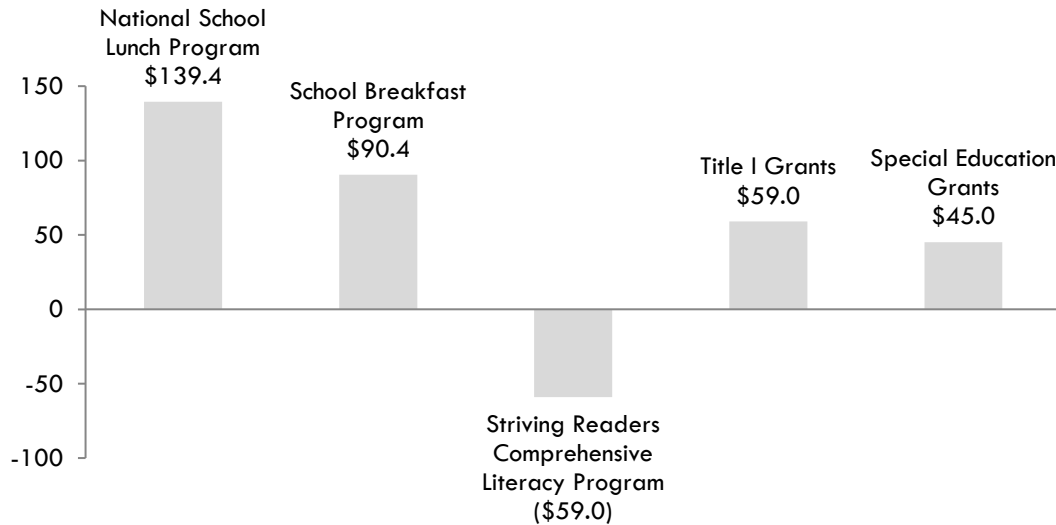 National School
Lunch Program
$139.4
School Breakfast
Program
$90.4
Title I Grants
$59.0
Special Education
Grants
$45.0
150
100
50
0
-50
-100
Striving Readers
Comprehensive
Literacy Program
($59.0)